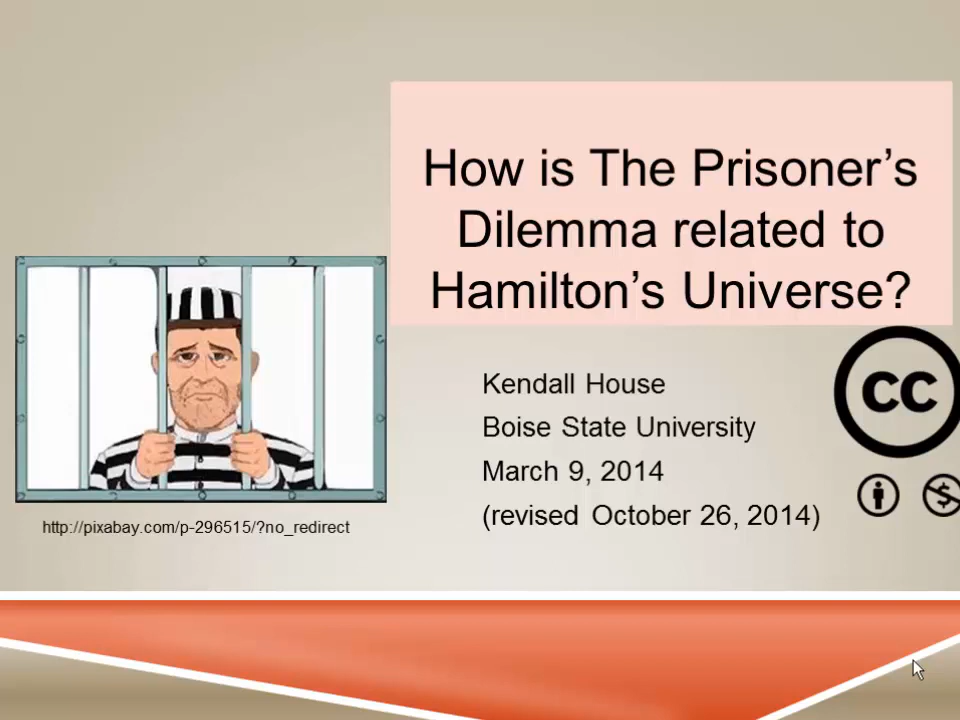 How is The Prisoner’s
Dilemma related to
Hamilton’s Universe?
Kendall House
Boise State University
March 9, 2014
(revised October 26, 2014)
cc
$
http://pixabay.com/p-296515/?no_redirect